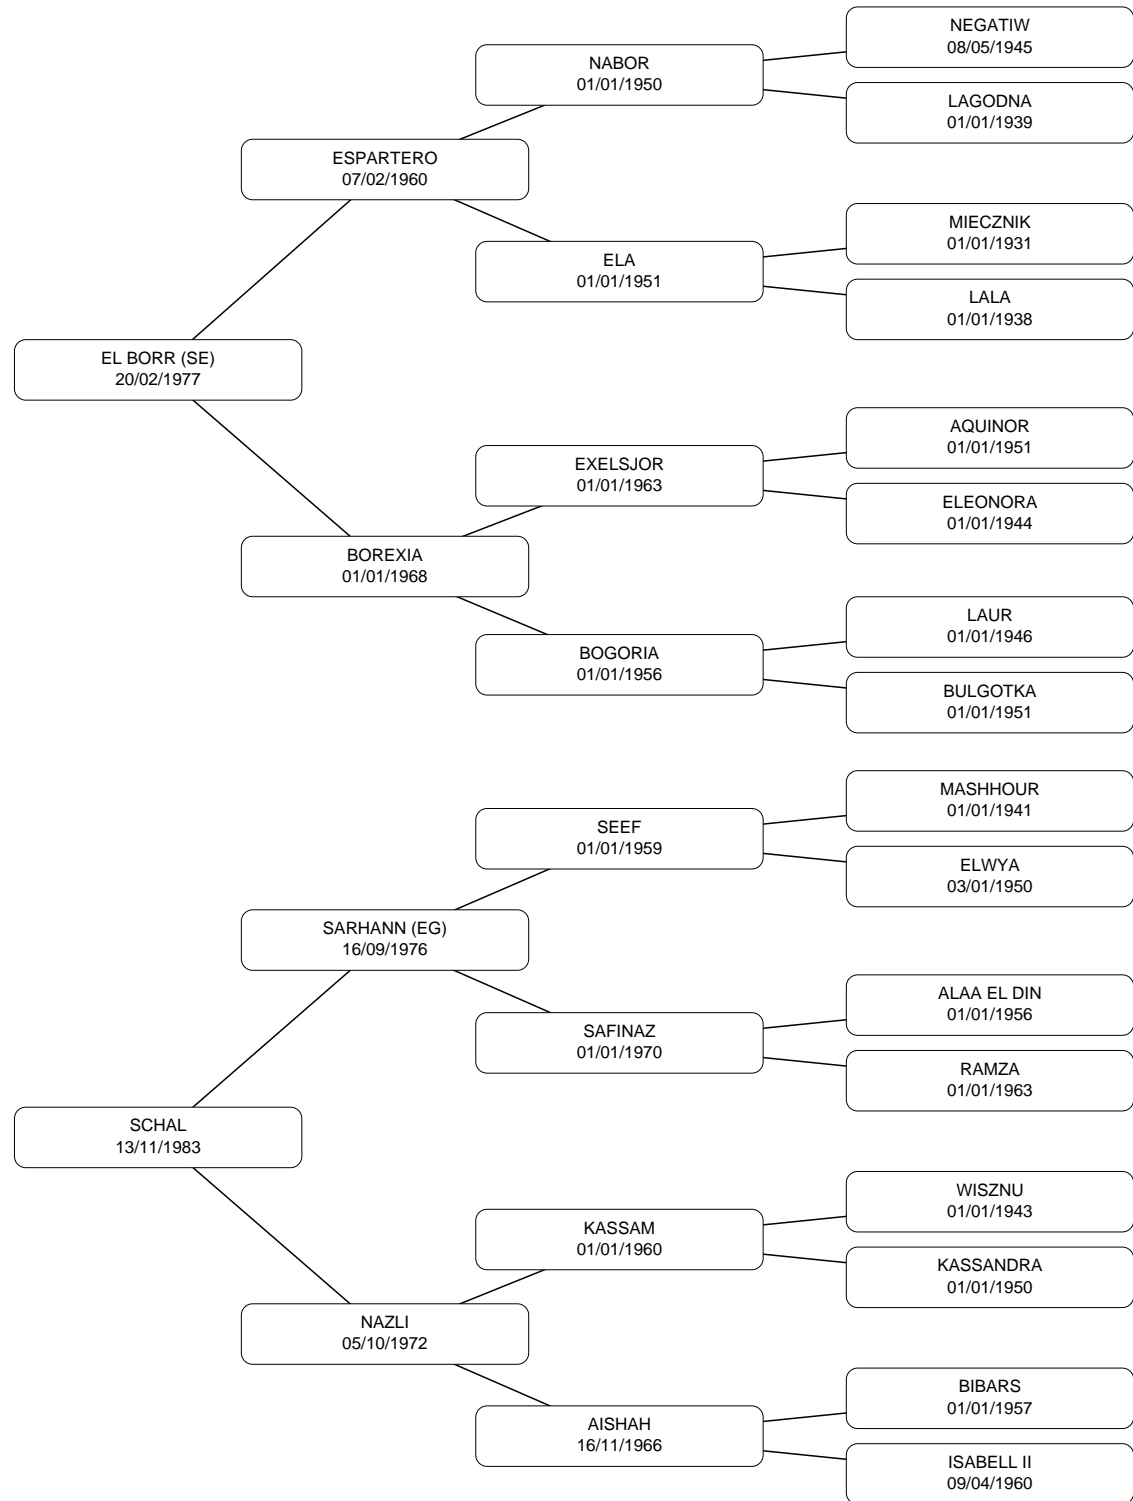 NEGATIW
08/05/1945
NABOR
01/01/1950
LAGODNA
01/01/1939
ESPARTERO
07/02/1960
MIECZNIK
01/01/1931
ELA
01/01/1951
LALA
01/01/1938
EL BORR (SE)
20/02/1977
AQUINOR
01/01/1951
EXELSJOR
01/01/1963
ELEONORA
01/01/1944
BOREXIA
01/01/1968
LAUR
01/01/1946
BOGORIA
01/01/1956
BULGOTKA
01/01/1951
MASHHOUR
01/01/1941
SEEF
01/01/1959
ELWYA
03/01/1950
SARHANN (EG)
16/09/1976
ALAA EL DIN
01/01/1956
SAFINAZ
01/01/1970
RAMZA
01/01/1963
SCHAL
13/11/1983
WISZNU
01/01/1943
KASSAM
01/01/1960
KASSANDRA
01/01/1950
NAZLI
05/10/1972
BIBARS
01/01/1957
AISHAH
16/11/1966
ISABELL II
09/04/1960